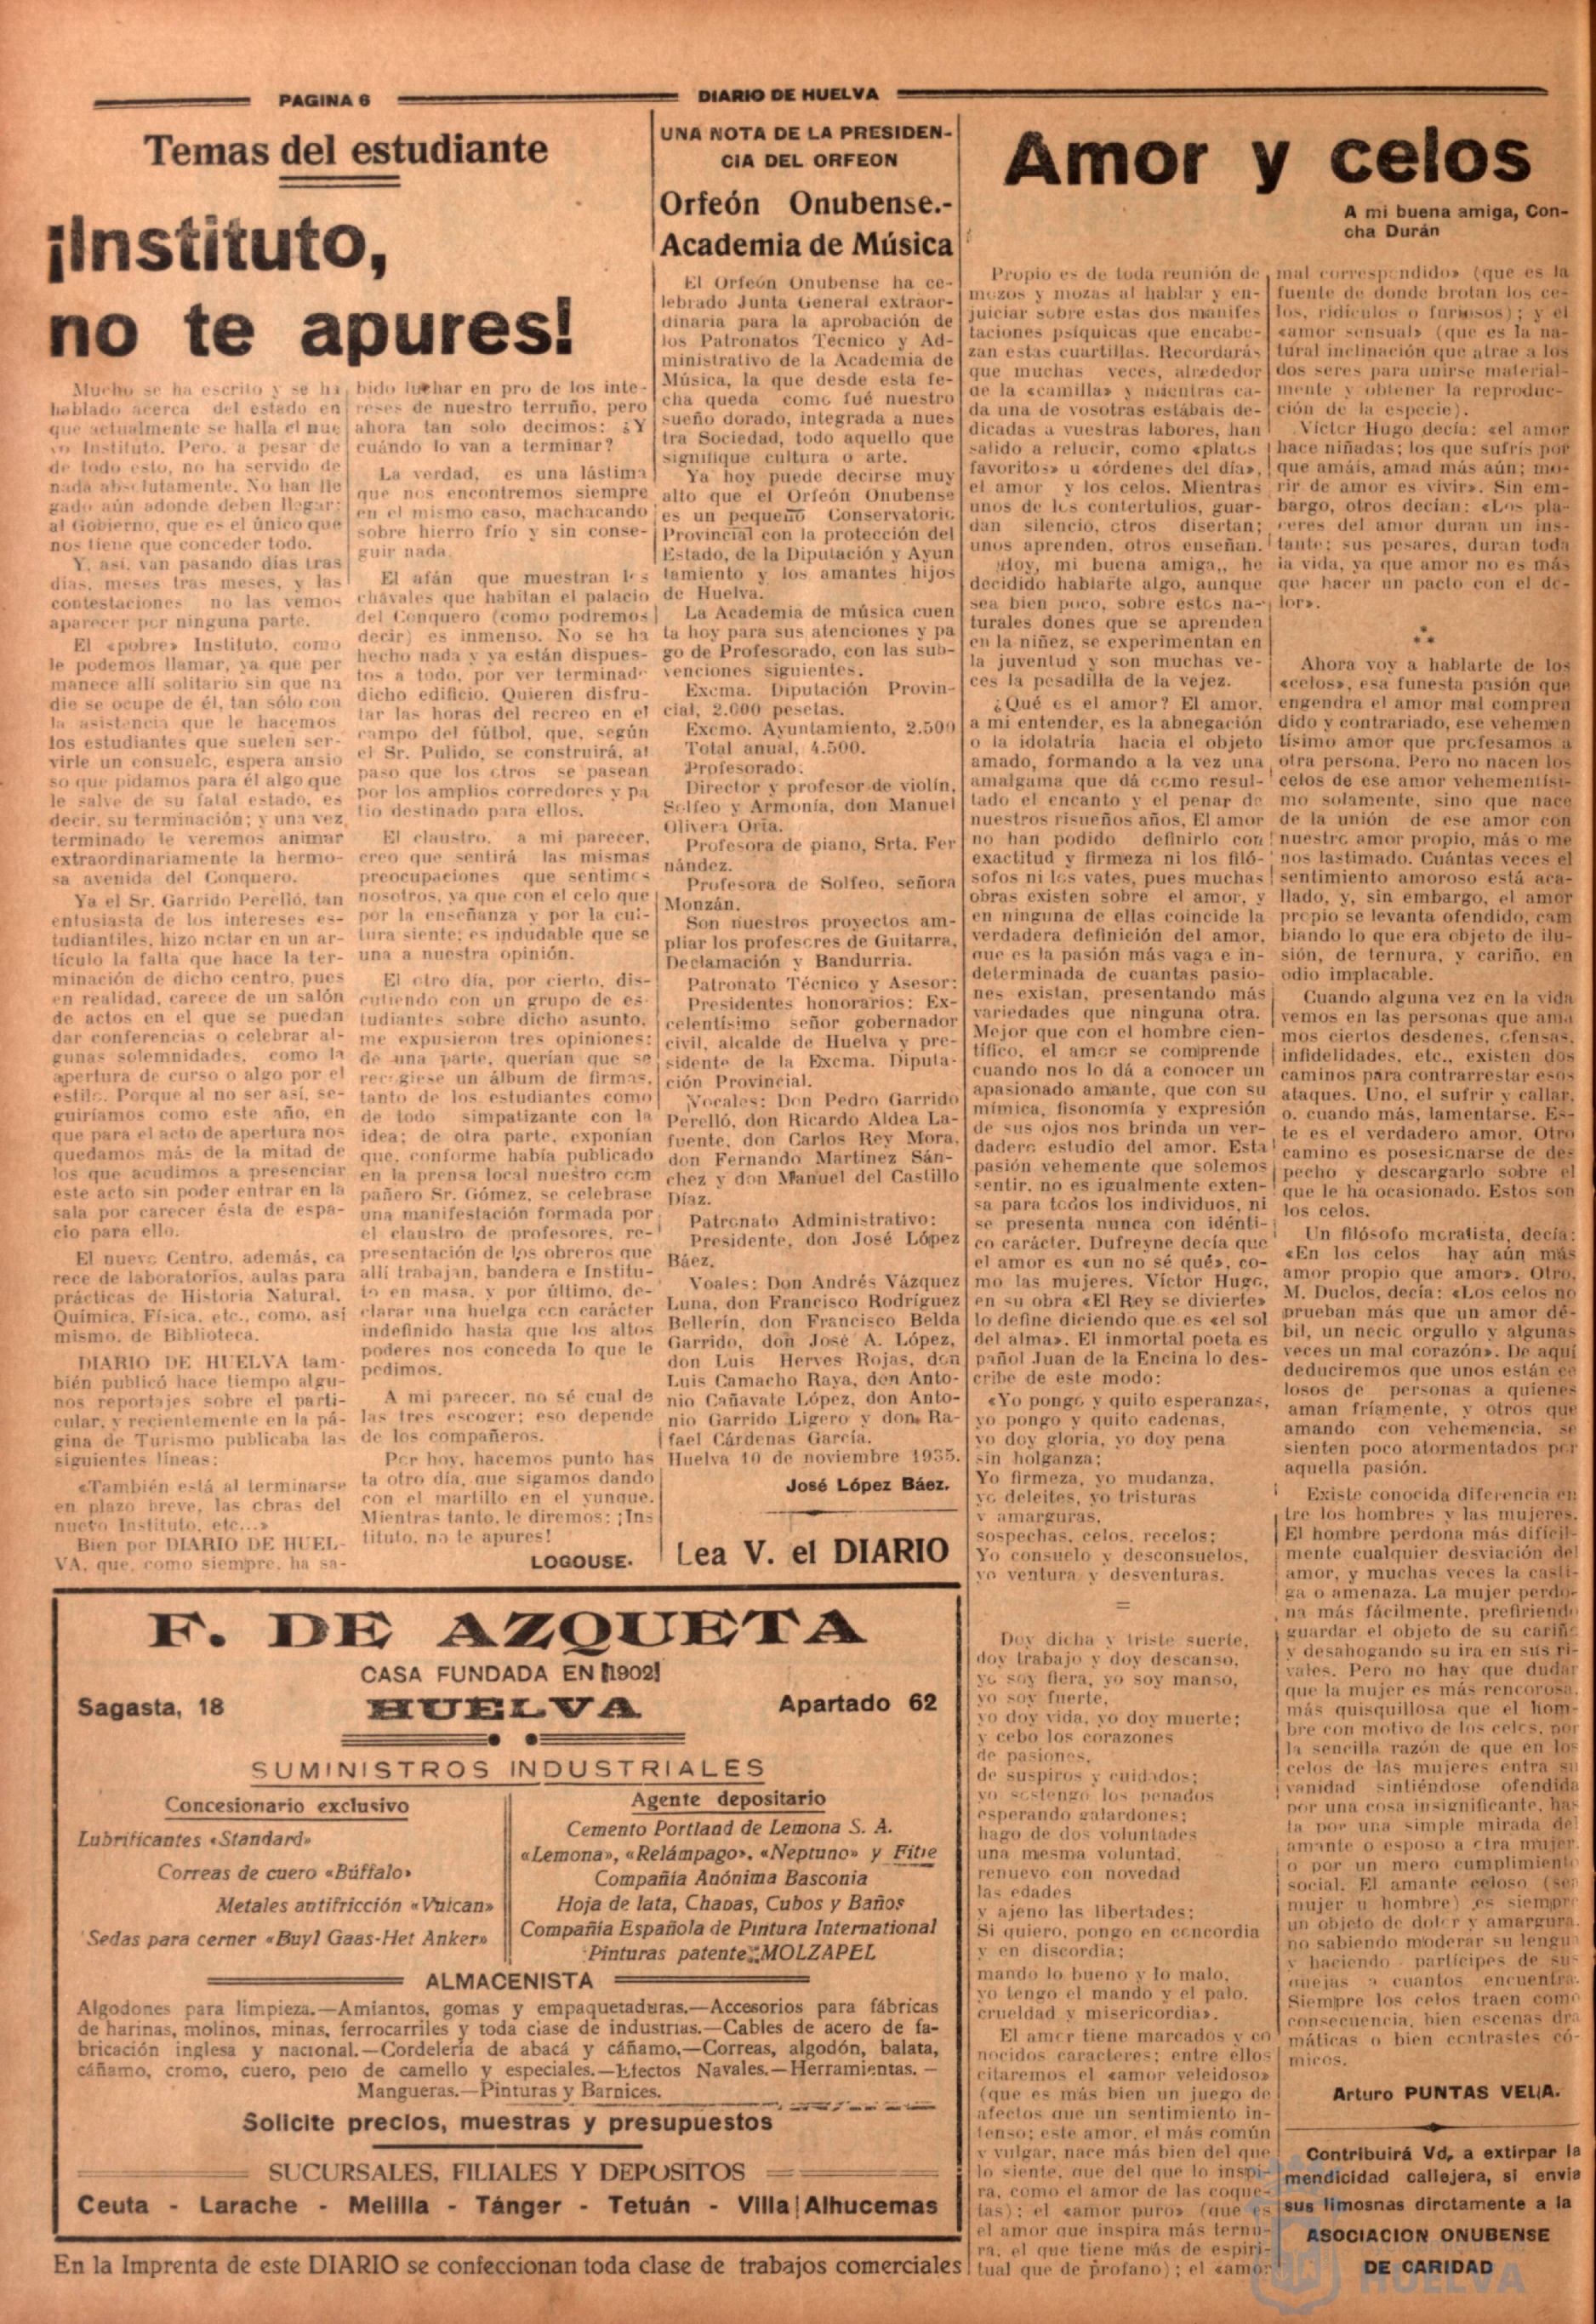 PAGINA 6
DIARIO DE HUELVA
Temas del estudiante
¡Instituto,
no te apures!
Mucho se ha escrito y se ha
hablado acerca del estado en
que actualmente se halla el nue
vo Instituto. Pero, a pesar de
de todo esto, no ha servido de
nada absolutamente. No han lle
gado aún adonde deben llegar;
al Gobierno, que es el único que
nos tiene que conceder todo.
Y, así, van pasando días tras
días, meses tras meses, y las
contestaciones no las vemos
aparecer por ninguna parte.
El «pobre» Instituto, como
le podemos llamar, ya que per
manece allí solitario sin que na
die se ocupe de él, tan sólo con
la asistencia que le hacemos
los estudiantes que suelen ser-
virle un consuelo, espera ansio
so que pidamos para él algo que
le salve de su fatal estado, es
decir, su terminación; y una vez
terminado le veremos animar
extraordinariamente la hermo-
sa avenida del Conquero.
Ya el Sr. Garrido Perelló, tan
entusiasta de los intereses es-
tudiantiles, hizo notar en un ar-
tículo la falta que hace la ter-
minación de dicho centro, pues
en realidad, carece de un salón
de actos en el que se puedan
dar conferencias o celebrar al-
gunas solemnidades, como la
apertura de curso o algo por el
estilo. Porque al no ser así, se-
guiríamos como este año, en
que para el acto de apertura nos
quedamos más de la mitad de
los que acudimos a presenciar
este acto sin poder entrar en la
sala por carecer ésta de espa-
cio para ello.
El nuevo Centro, además, ca
rece de laboratorios, aulas para
prácticas de Historia Natural,
Química, Física, etc., como, así
mismo, de Biblioteca.
DIARIO DE HUELVA tam-
bién publicó hace tiempo algu-
nos reportajes sobre el parti-
cular, y recientemente en la pá-
gina de Turismo publicaba las
siguientes líneas:
«También está al terminarse
en plazo breve, las obras del
nuevo Instituto, etc...»
Bien por DIARIO DE HUEL-
VA, que, como siempre, ha sa-
bido luchar en pro de los inte-
reses de nuestro terruño, pero
ahora tan solo decimos: ¿Y
cuándo lo van a terminar?
La verdad, es una lástima
que nos encontremos siempre
en el mismo caso, machacando
sobre hierro frío y sin conse-
guir nada.
El afán que muestran los
chavales que habitan el palacio
del Conquero (como podremos
decir) es inmenso. No se ha
hecho nada y ya están dispues-
tos a todo, por ver terminado
dicho edificio. Quieren disfru-
tar las horas del recreo en el
campo del fútbol, que, según
el Sr. Pulido, se construirá, al
paso que los otros se pasean
por los amplios corredores y pa
tio destinado para ellos.
El claustro, a mi parecer,
creo que sentirá las mismas
preocupaciones que sentimos
nosotros, ya que con el celo que
por la enseñanza y por la cul-
tura siente; es indudable que se
una a nuestra opinión.
El otro día, por cierto, dis-
cutiendo con un grupo de es-
tudiantes sobre dicho asunto,
me expusieron tres opiniones:
de una parte, querían que se
recogiese un álbum de firmas,
tanto de los estudiantes como
de todo simpatizante con la
idea; de otra parte, exponían
que, conforme había publicado
en la prensa local nuestro com
pañero Sr. Gómez, se celebrase
una manifestación formada por
el claustro de profesores, re-
presentación de los obreros que
allí trabajan, bandera e Institu-
to en masa, y por último, de-
clarar una huelga con carácter
indefinido hasta que los altos
poderes nos conceda lo que le
pedimos.
A mi parecer, no sé cual de
las tres escoger; eso depende
de los compañeros.
Por hoy, hacemos punto has
ta otro día, que sigamos dando
con el martillo en el yunque.
Mientras tanto, le diremos: ¡Ins
tituto, no te apures!
LOGOUSE.
UNA NOTA DE LA PRESIDEN-
CIA DEL ORFEON
Orfeón Onubense.-
Academia de Música
El Orfeón Onubense ha ce-
lebrado Junta General extraor-
dinaria para la aprobación de
los Patronatos Técnico y Ad-
ministrativo de la Academia de
Música, la que desde esta fe-
cha queda como fué nuestro
sueño dorado, integrada a nues
tra Sociedad, todo aquello que
signifique cultura o arte.
Ya hoy puede decirse muy
alto que el Orfeón Onubense
es un pequeño Conservatorio
Provincial con la protección del
Estado, de la Diputación y Ayun
tamiento y los amantes hijos
de Huelva.
La Academia de música cuen
ta hoy para sus atenciones y pa
go de Profesorado, con las sub-
venciones siguientes.
Excma. Diputación Provin-
cial, 2.000 pesetas.
Excmo. Ayuntamiento, 2.500
Total anual, 4.500.
Profesorado:
Director y profesor de violín,
Solfeo y Armonía, don Manuel
Olivera Oria.
Profesora de piano, Srta. Fer
nández.
Profesora de Solfeo, señora
Monzán.
Son nuestros proyectos am-
pliar los profesores de Guitarra,
Declamación y Bandurria.
Patronato Técnico y Asesor:
Presidentes honorarios: Ex-
celentísimo señor gobernador
civil, alcalde de Huelva y pre-
sidente de la Excma. Diputa-
ción Provincial.
Vocales: Don Pedro Garrido
Perelló, don Ricardo Aldea La-
fuente, don Carlos Rey Mora,
don Fernando Martínez Sán-
chez y don Manuel del Castillo
Díaz.
Patronato Administrativo:
Presidente, don José López
Báez.
Voales: Don Andrés Vázquez
Luna, don Francisco Rodríguez
Bellerín, don Francisco Belda
Garrido, don José A. López,
don Luis Herves Rojas, don
Luis Camacho Raya, don Anto-
nio Cañavate López, don Anto-
nio Garrido Ligero y don Ra-
fael Cárdenas García.
Huelva 10 de noviembre 1935.
José López Báez.
Lea V. el DIARIO
Amor y celos
A mi buena amiga, Con-
cha Durán
Propio es de toda reunión de
mozos y mozas al hablar y en-
juiciar sobre estas dos manifes
taciones psíquicas que encabe-
zan estas cuartillas. Recordarás
que muchas veces, alrededor
de la «camilla» y mientras ca-
da una de vosotras estábais de-
dicadas a vuestras labores, han
salido a relucir, como «platos
favoritos» u «órdenes del día»,
el amor y los celos. Mientras
unos de los contertulios, guar-
dan silencio, otros disertan;
unos aprenden, otros enseñan.
Hoy, mi buena amiga,, he
decidido hablarte algo, aunque
sea bien poco, sobre estos na-
turales dones que se aprenden
en la niñez, se experimentan en
la juventud y son muchas ve-
ces la pesadilla de la vejez.
¿Qué es el amor? El amor,
a mi entender, es la abnegación
o la idolatría hacia el objeto
amado, formando a la vez una
amalgama que dá como resul-
tado el encanto y el penar de
nuestros risueños años. El amor
no han podido definirlo con
exactitud y firmeza ni los filó-
sofos ni los vates, pues muchas
obras existen sobre el amor, y
en ninguna de ellas coincide la
verdadera definición del amor,
que es la pasión más vaga e in-
determinada de cuantas pasio-
nes existan, presentando más
variedades que ninguna otra.
Mejor que con el hombre cien-
tífico, el amor se comprende
cuando nos lo dá a conocer un
apasionado amante, que con su
mímica, fisonomía y expresión
de sus ojos nos brinda un ver-
dadero estudio del amor. Esta
pasión vehemente que solemos
sentir, no es igualmente exten-
sa para todos los individuos, ni
se presenta nunca con idénti-
co carácter. Dufreyne decía que
el amor es «un no sé qué», co-
mo las mujeres. Víctor Hugo,
en su obra «El Rey se divierte»
lo define diciendo que es «el sol
del alma». El inmortal poeta es
pañol Juan de la Encina lo des-
cribe de este modo:
«Yo pongo y quito esperanzas,
yo pongo y quito cadenas,
yo doy gloria, yo doy pena
sin holganza;
Yo firmeza, yo mudanza,
yo deleites, yo tristuras
y amarguras,
sospechas, celos, recelos;
Yo consuelo y desconsuelos,
yo ventura y desventuras.
=
Doy dicha y triste suerte,
doy trabajo y doy descanso,
yo soy fiera, yo soy manso,
yo soy fuerte,
yo doy vida, yo doy muerte;
y cebo los corazones
de pasiones,
de suspiros y cuidados;
yo sostengo los penados
esperando galardones;
hago de dos voluntades
una mesma voluntad,
renuevo con novedad
las edades
y ajeno las libertades;
Si quiero, pongo en concordia
y en discordia;
mando lo bueno y lo malo,
yo tengo el mando y el palo,
crueldad y misericordia».
El amor tiene marcados y co
nocidos caracteres; entre ellos
citaremos el «amor veleidoso»
(que es más bien un juego de
afectos que un sentimiento in-
tenso; este amor, el más común
y vulgar, nace más bien del que
lo siente, que del que lo inspi-
ra, como el amor de las coque-
tas); el «amor puro» (que es
el amor que inspira más ternu-
ra, el que tiene más de espiri-
tual que de profano); el «amor
mal correspondido» (que es la
fuente de donde brotan los ce-
los, ridículos o furiosos); y el
«amor sensual» (que es la na-
tural inclinación que atrae a los
dos seres para unirse material-
mente y obtener la reproduc-
ción de la especie).
Víctor Hugo decía: «el amor
hace niñadas; los que sufrís por
que amáis, amad más aún; mo-
rir de amor es vivir». Sin em-
bargo, otros decían: «Los pla-
ceres del amor duran un ins-
tante; sus pesares, duran toda
la vida, ya que amor no es más
que hacer un pacto con el do-
lor».
Ahora voy a hablarte de los
«celos», esa funesta pasión que
engendra el amor mal compren
dido y contrariado, ese vehemen
tísimo amor que profesamos a
otra persona. Pero no nacen los
celos de ese amor vehementísi-
mo solamente, sino que nace
de la unión de ese amor con
nuestro amor propio, más o me
nos lastimado. Cuántas veces el
sentimiento amoroso está aca-
llado, y, sin embargo, el amor
propio se levanta ofendido, cam
biando lo que era objeto de ilu-
sión, de ternura, y cariño, en
odio implacable.
Cuando alguna vez en la vida
vemos en las personas que ama
mos ciertos desdenes, ofensas,
infidelidades, etc., existen dos
caminos para contrarrestar esos
ataques. Uno, el sufrir y callar,
o, cuando más, lamentarse. Es-
te es el verdadero amor. Otro
camino es posesionarse de des
pecho y descargarlo sobre el
que le ha ocasionado. Estos son
los celos.
Un filósofo moralista, decía:
«En los celos hay aún más
amor propio que amor». Otro,
M. Duclos, decía: «Los celos no
prueban más que un amor dé-
bil, un necio orgullo y algunas
veces un mal corazón». De aquí
deduciremos que unos están ce
losos de personas a quienes
aman fríamente, y otros que
amando con vehemencia, se
sienten poco atormentados por
aquella pasión.
Existe conocida diferencia en
tre los hombres y las mujeres.
El hombre perdona más difícil-
mente cualquier desviación del
amor, y muchas veces la casti-
ga o amenaza. La mujer perdo-
na más fácilmente, prefiriendo
guardar el objeto de su cariño
y desahogando su ira en sus ri-
vales. Pero no hay que dudar
que la mujer es más rencorosa,
más quisquillosa que el hom-
bre con motivo de los celos, por
la sencilla razón de que en los
celos de las mujeres entra su
vanidad sintiéndose ofendida
por una cosa insignificante, has
ta por una simple mirada del
amante o esposo a otra mujer,
o por un mero cumplimiento
social. El amante celoso (sea
mujer u hombre) es siempre
un objeto de dolor y amargura,
no sabiendo moderar su lengua
y haciendo partícipes de sus
quejas a cuantos encuentra.
Siempre los celos traen como
consecuencia, bien escenas dra
máticas o bien contrastes có-
micos.
Arturo PUNTAS VELA.
Contribuirá Vd, a extirpar la
mendicidad callejera, si envia
sus limosnas dirctamente a la
ASOCIACION ONUBENSE
DE CARIDAD
F. DE AZQUETA
CASA FUNDADA EN 1902
Sagasta, 18
HUELVA
Apartado 62
SUMINISTROS INDUSTRIALES
Concesionario exclusivo
Lubrificantes «Standard»
Correas de cuero «Búffalo»
Metales antifricción «Vulcan»
Sedas para cerner «Buyl Gaas-Het Anker»
Agente depositario
Cemento Portland de Lemona S. A.
«Lemona», «Relámpago», «Neptuno» y Fitie
Compañía Anónima Basconia
Hoja de lata, Chapas, Cubos y Baños
Compañía Española de Pintura International
Pinturas patente MOLZAPEL
ALMACENISTA
Algodones para limpieza.—Amiantos, gomas y empaquetaduras.—Accesorios para fábricas
de harinas, molinos, minas, ferrocarriles y toda clase de industrias.—Cables de acero de fa-
bricación inglesa y nacional.—Cordelería de abacá y cáñamo.—Correas, algodón, balata,
cáñamo, cromo, cuero, pelo de camello y especiales.—Efectos Navales.—Herramientas.—
Mangueras.—Pinturas y Barnices.
Solicite precios, muestras y presupuestos
SUCURSALES, FILIALES Y DEPOSITOS
Ceuta - Larache - Melilla - Tánger - Tetuán - Villa Alhucemas
En la Imprenta de este DIARIO se confeccionan toda clase de trabajos comerciales
HUELVA